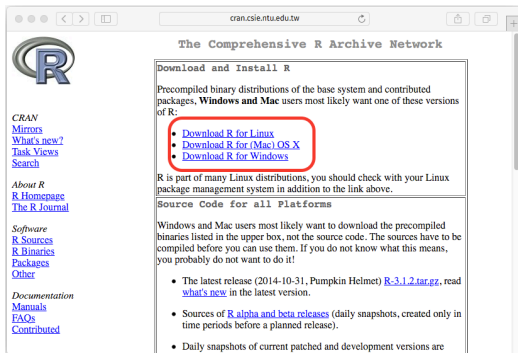 cran.csie.ntu.edu.tw
The Comprehensive R Archive Network
R
CRAN
Mirrors
What's new?
Task Views
Search
About R
R Homepage
The R Journal
Software
R Sources
R Binaries
Packages
Other
Documentation
Manuals
FAQs
Contributed
Download and Install R
Precompiled binary distributions of the base system and contributed
packages, Windows and Mac users most likely want one of these versions
of R:
• Download R for Linux
• Download R for (Mac) OS X
• Download R for Windows
R is part of many Linux distributions, you should check with your Linux
package management system in addition to the link above.
Source Code for all Platforms
Windows and Mac users most likely want to download the precompiled
binaries listed in the upper box, not the source code. The sources have to be
compiled before you can use them. If you do not know what this means,
you probably do not want to do it!
• The latest release (2014-10-31, Pumpkin Helmet) R-3.1.2.tar.gz, read
what's new in the latest version.
• Sources of R alpha and beta releases (daily snapshots, created only in
time periods before a planned release).
• Daily snapshots of current patched and development versions are